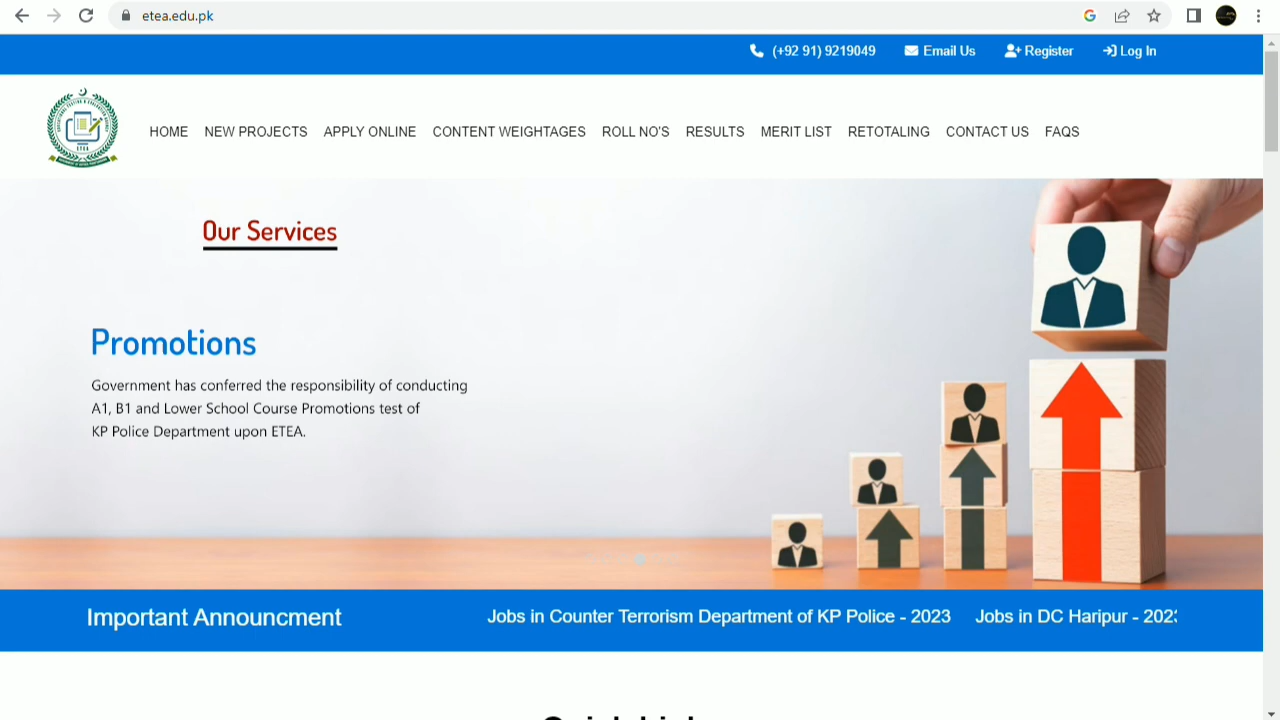 etea.edu.pk
(+92 91) 9219049 Email Us Register Log In
HOME NEW PROJECTS APPLY ONLINE CONTENT WEIGHTAGES ROLL NO'S RESULTS MERIT LIST RETOTALING CONTACT US FAQS
ETEA
Our Services
Promotions
Government has conferred the responsibility of conducting
A1, B1 and Lower School Course Promotions test of
KP Police Department upon ETEA.
Important Announcment
Jobs in Counter Terrorism Department of KP Police - 2023 Jobs in DC Haripur - 202